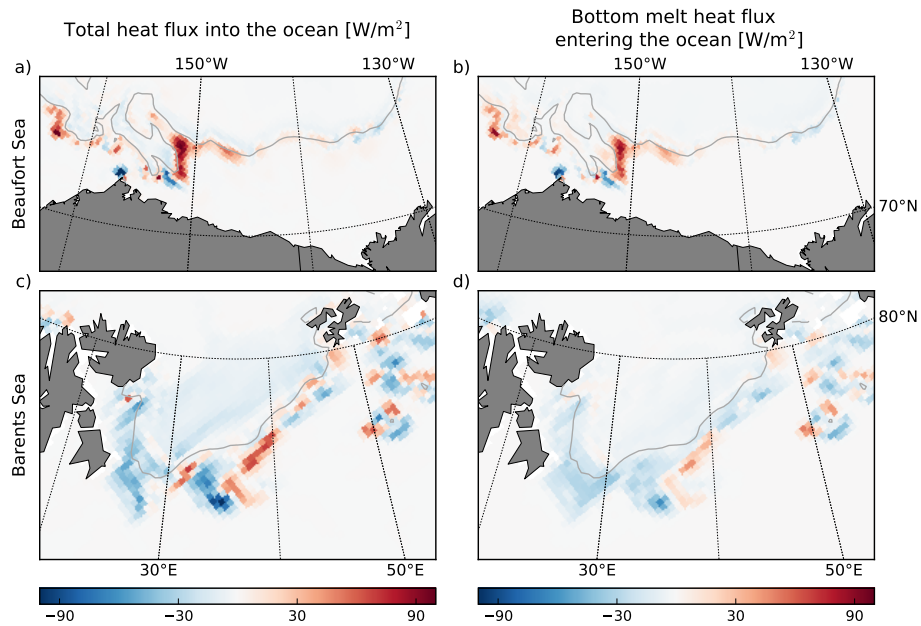 Total heat flux into the ocean [W/m²]
Bottom melt heat flux
entering the ocean [W/m²]
a) 150°W 130°W
b) 150°W 130°W
Beaufort Sea
70°N
c)
d)
80°N
Barents Sea
30°E 50°E
30°E 50°E
−90 −30 30 90
−90 −30 30 90